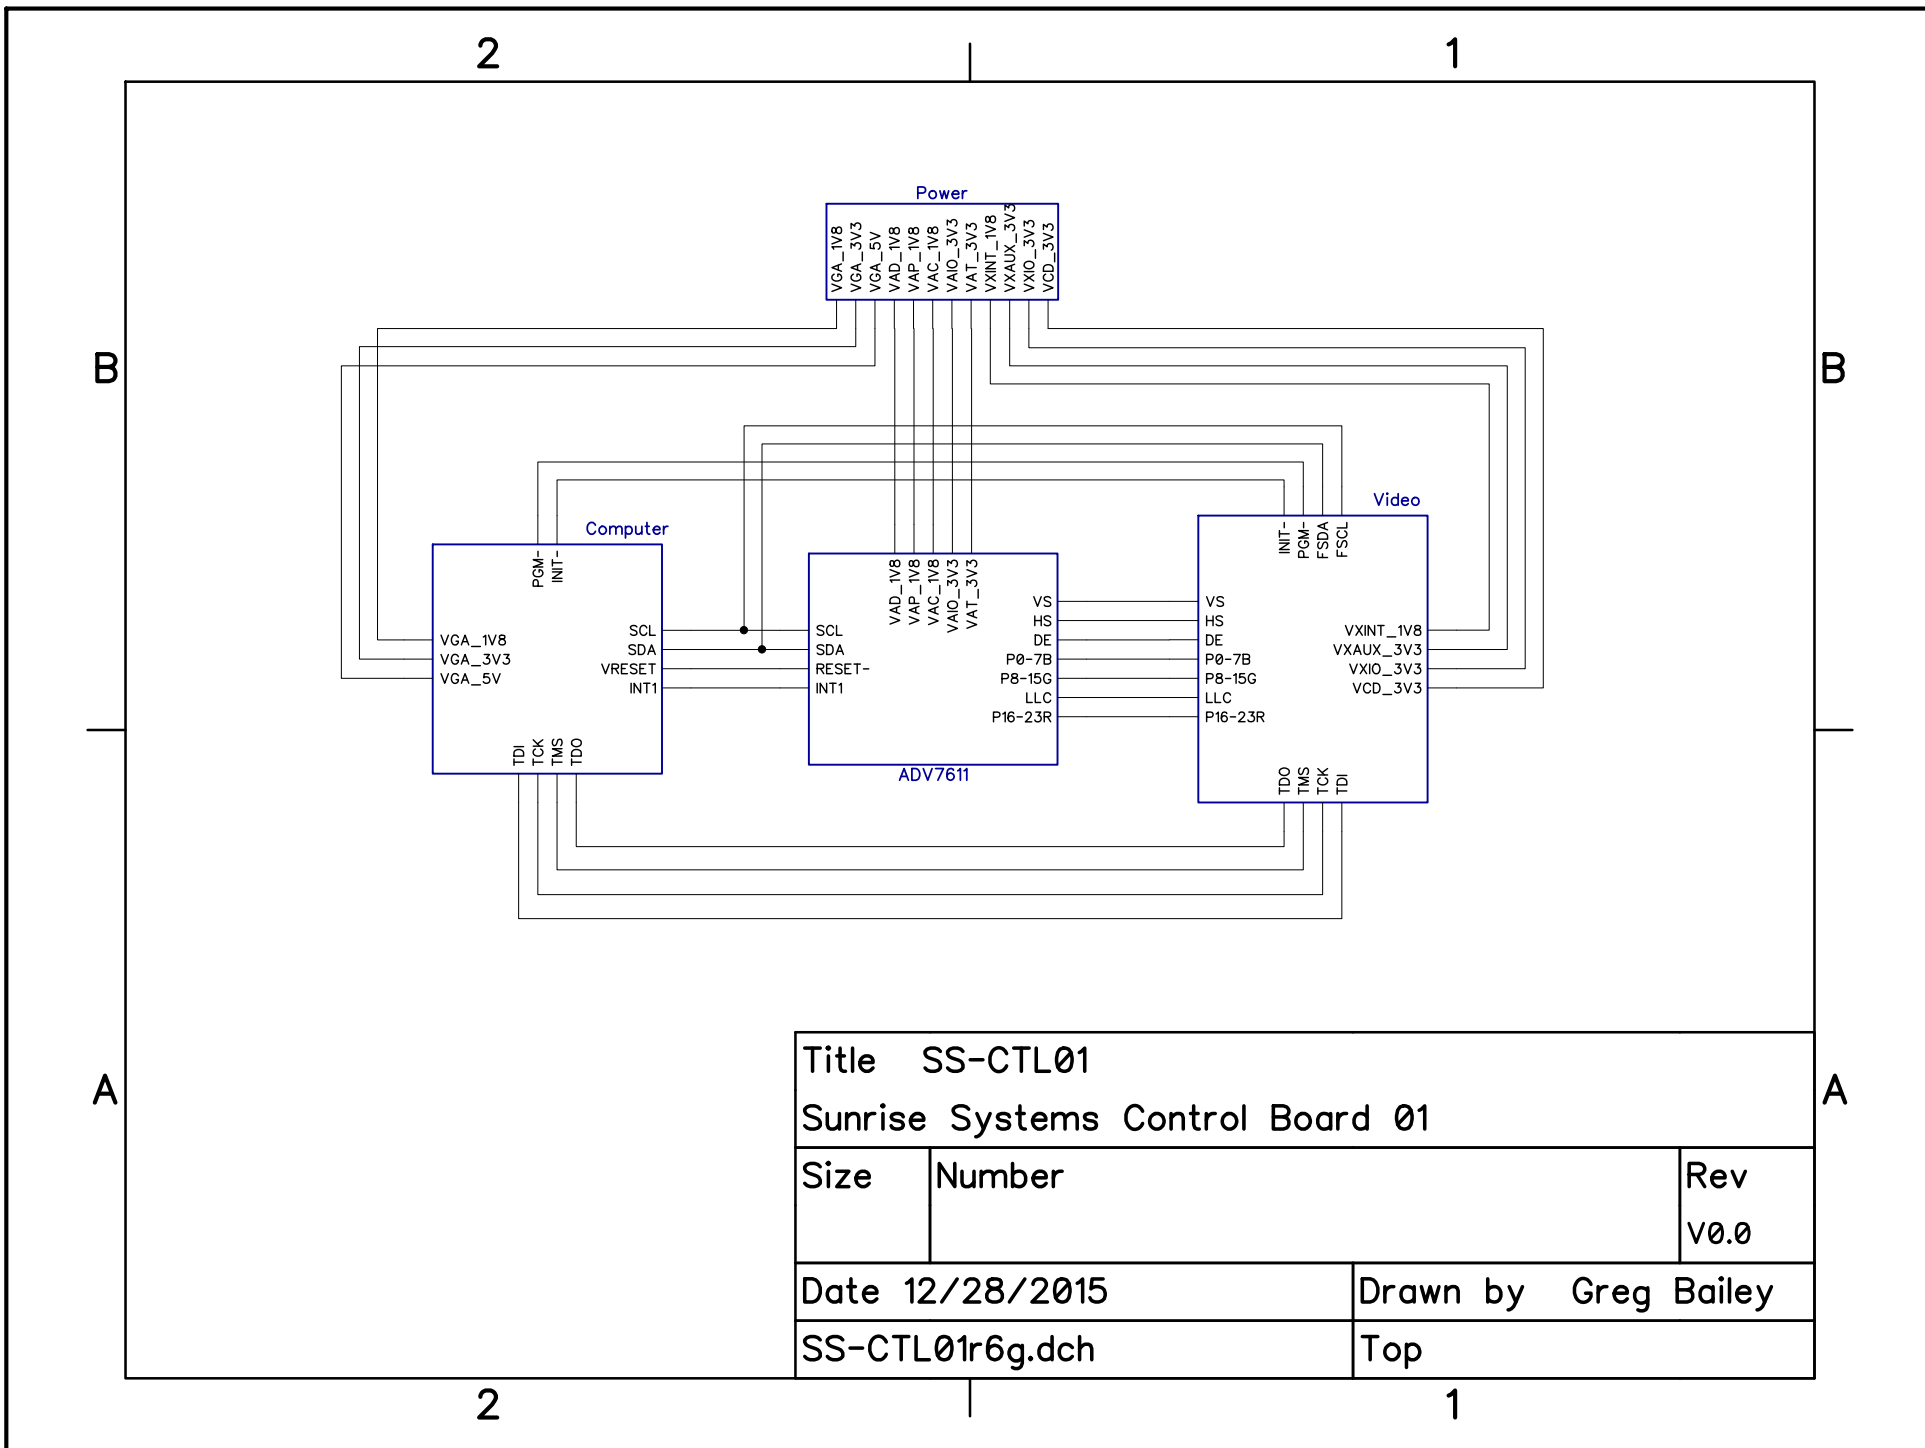 2 1
Power
VGA_1V8
VGA_3V3
VGA_5V
VAD_1V8
VAP_1V8
VAC_1V8
VAIO_3V3
VAT_3V3
VXINT_1V8
VXAUX_3V3
VXIO_3V3
VCD_3V3
B B
Computer
PGM-
INIT-
VGA_1V8
VGA_3V3
VGA_5V
SCL
SDA
VRESET
INT1
TDI
TCK
TMS
TDO
VAD_1V8
VAP_1V8
VAC_1V8
VAIO_3V3
VAT_3V3
SCL
SDA
RESET-
INT1
VS
HS
DE
P0-7B
P8-15G
LLC
P16-23R
ADV7611
Video
INIT-
PGM-
FSDA
FSCL
VS
HS
DE
P0-7B
P8-15G
LLC
P16-23R
VXINT_1V8
VXAUX_3V3
VXIO_3V3
VCD_3V3
TDO
TMS
TCK
TDI
A A
Title SS-CTL01
Sunrise Systems Control Board 01
Size Number Rev
V0.0
Date 12/28/2015 Drawn by Greg Bailey
SS-CTL01r6g.dch Top
2 1